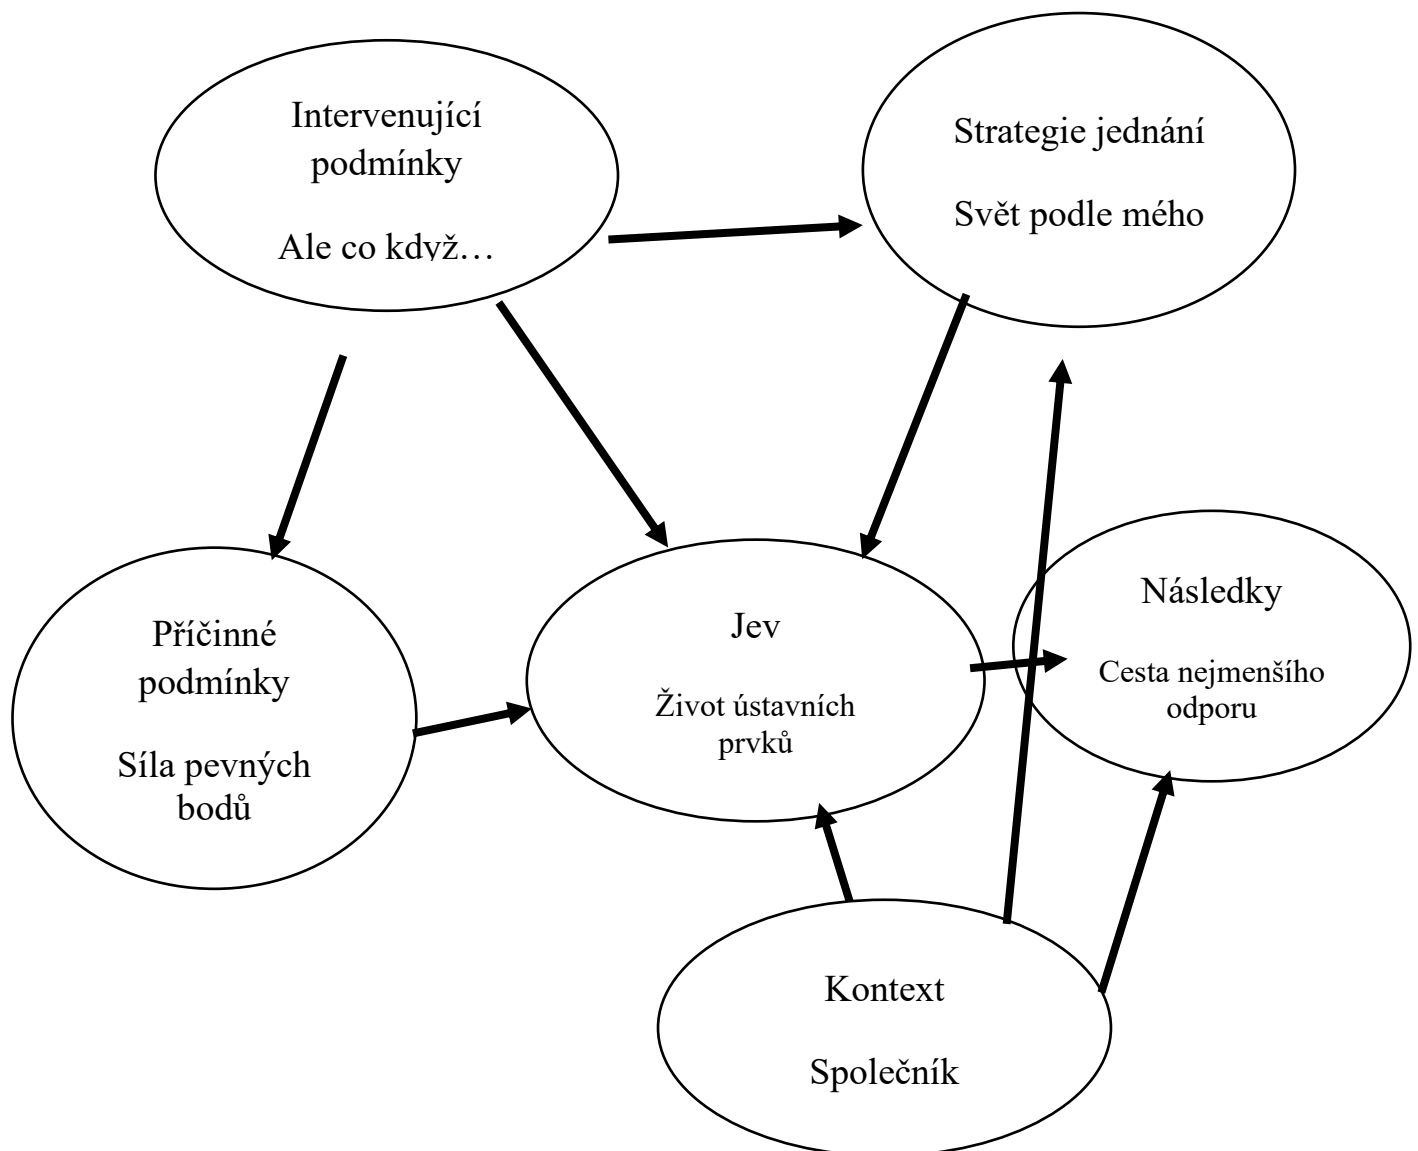 Intervenující
podmínky
Ale co když…
Strategie jednání
Svět podle mého
Příčinné
podmínky
Síla pevných
bodů
Jev
Život ústavních
prvků
Následky
Cesta nejmenšího
odporu
Kontext
Společník